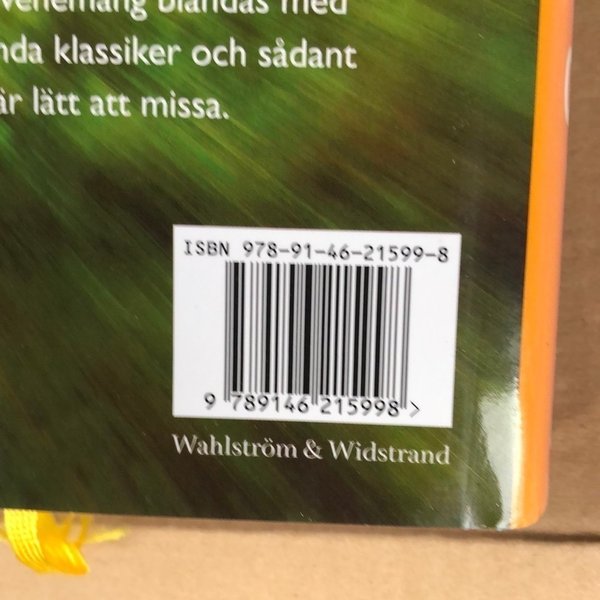 blandas med
klassiker och sådant
är lätt att missa.
ISBN 978-91-46-21599-8
9 789146 215998 >
Wahlström & Widstrand